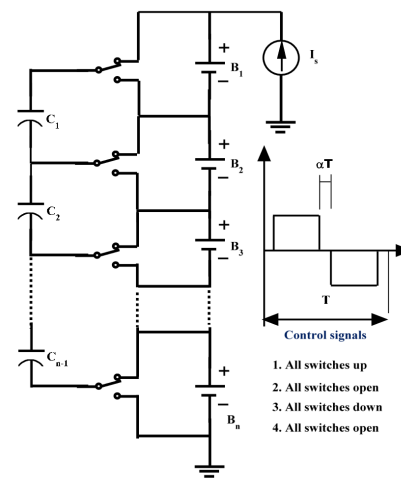 +
B1
−
Is
C1
+
B2
−
αT
C2
+
B3
−
T
Control signals
Cn-1
+
−
Bn
1. All switches up
2. All switches open
3. All switches down
4. All switches open